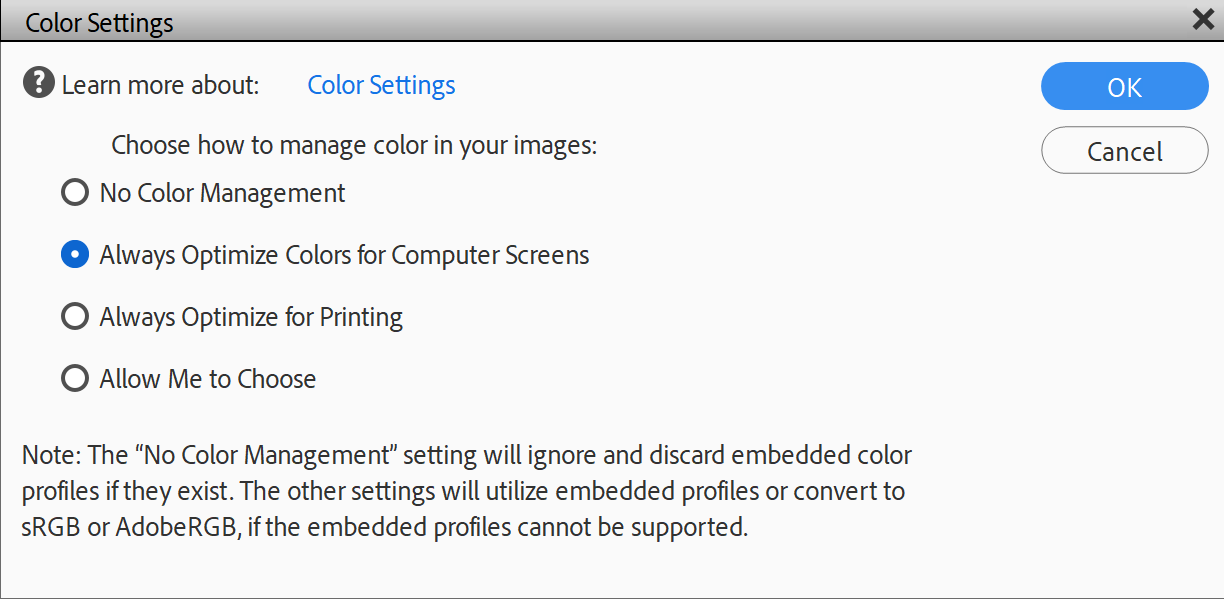 Color Settings
Learn more about: Color Settings
OK
Choose how to manage color in your images:
Cancel
No Color Management
Always Optimize Colors for Computer Screens
Always Optimize for Printing
Allow Me to Choose
Note: The “No Color Management” setting will ignore and discard embedded color
profiles if they exist. The other settings will utilize embedded profiles or convert to
sRGB or AdobeRGB, if the embedded profiles cannot be supported.